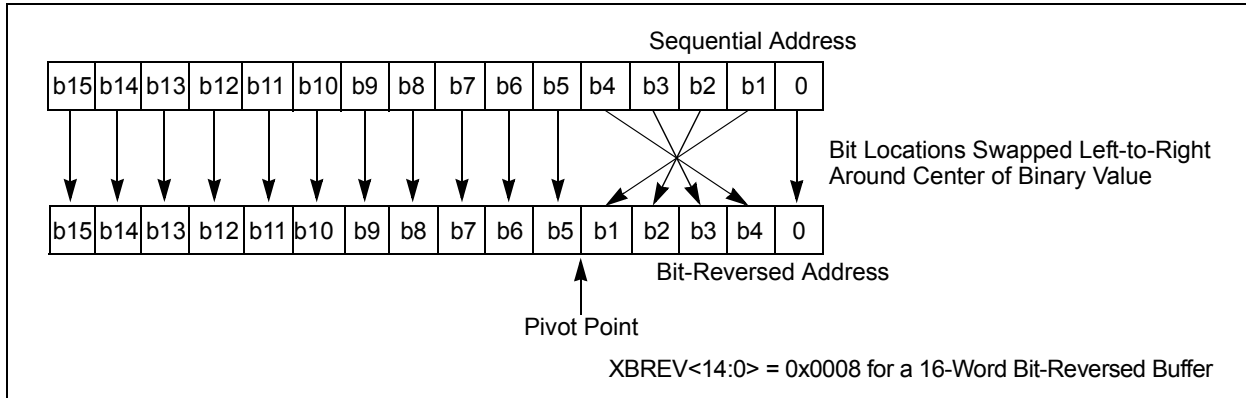 Sequential Address
b15 b14 b13 b12 b11 b10 b9 b8 b7 b6 b5 b4 b3 b2 b1 0
Bit Locations Swapped Left-to-Right
Around Center of Binary Value
b15 b14 b13 b12 b11 b10 b9 b8 b7 b6 b5 b1 b2 b3 b4 0
Bit-Reversed Address
Pivot Point
XBREV<14:0> = 0x0008 for a 16-Word Bit-Reversed Buffer